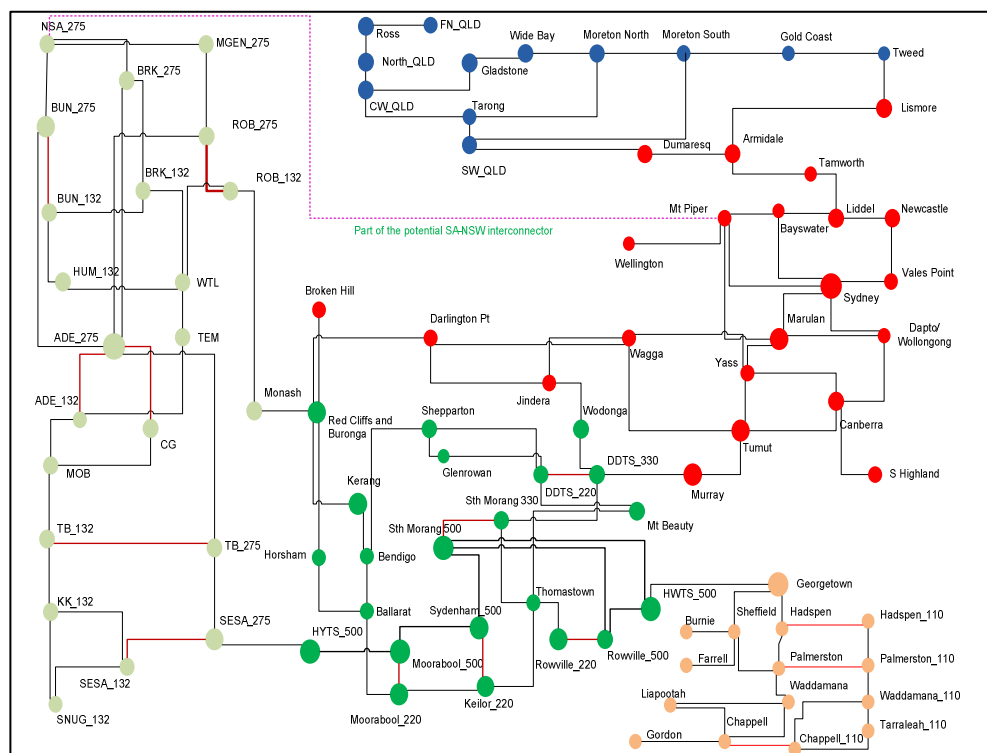 NSA_275
MGEN_275
BRK_275
BUN_275
ROB_275
BRK_132
ROB_132
BUN_132
HUM_132
WTL
ADE_275
TEM
ADE_132
CG
MOB
Monash
TB_132
TB_275
KK_132
SESA_275
SESA_132
SNUG_132
Ross
FN_QLD
North_QLD
CW_QLD
Gladstone
Wide Bay
Moreton North
Moreton South
Gold Coast
Tweed
Tarong
SW_QLD
Lismore
Dumaresq
Armidale
Tamworth
Mt Piper
Bayswater
Liddel
Newcastle
Part of the potential SA-NSW interconnector
Wellington
Vales Point
Sydney
Broken Hill
Darlington Pt
Wagga
Marulan
Dapto/
Wollongong
Yass
Jindera
Wodonga
Canberra
Tumut
Red Cliffs and
Buronga
Shepparton
Glenrowan
DDTS_330
DDTS_220
Murray
S Highland
Kerang
Sth Morang 330
Sth Morang 500
Mt Beauty
Horsham
Bendigo
Thomastown
Ballarat
Sydenham_500
HWTS_500
HYTS_500
Moorabool_500
Rowville_220
Rowville_500
Moorabool_220
Keilor_220
Georgetown
Sheffield
Hadspen
Hadspen_110
Burnie
Farrell
Palmerston
Palmerston_110
Waddamana
Waddamana_110
Liapootah
Chappell
Tarraleah_110
Gordon
Chappell_110